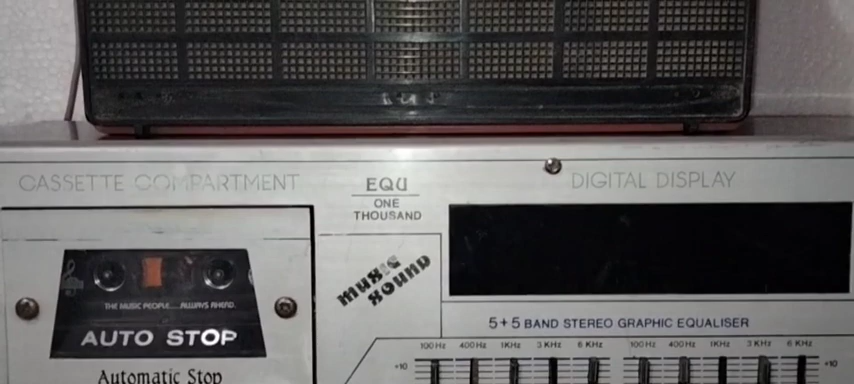 CASSETTE COMPARTMENT
EQU
ONE
THOUSAND
DIGITAL DISPLAY
MUSIC
SOUND
THE MUSIC PEOPLE....ALWAYS AHEAD.
AUTO STOP
Automatic Stop
5+5 BAND STEREO GRAPHIC EQUALISER
100 Hz 400 Hz 1KHz 3 KHz 6 KHz 100 Hz 400 Hz 1KHz 3 KHz 6 KHz
+10 +10